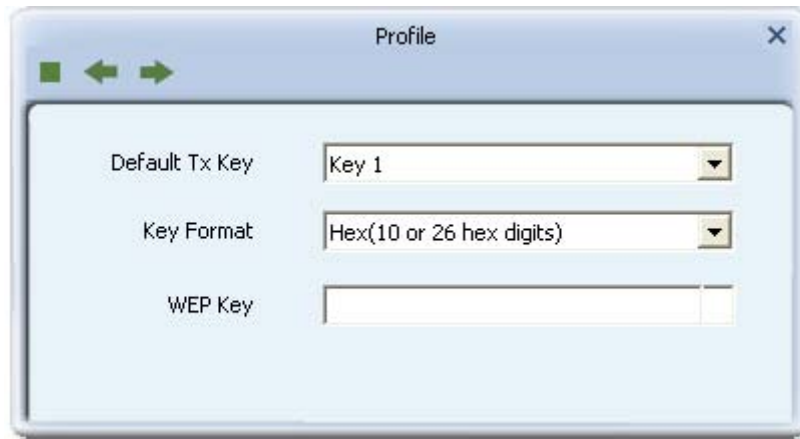 Profile
Default Tx Key Key 1
Key Format Hex(10 or 26 hex digits)
WEP Key